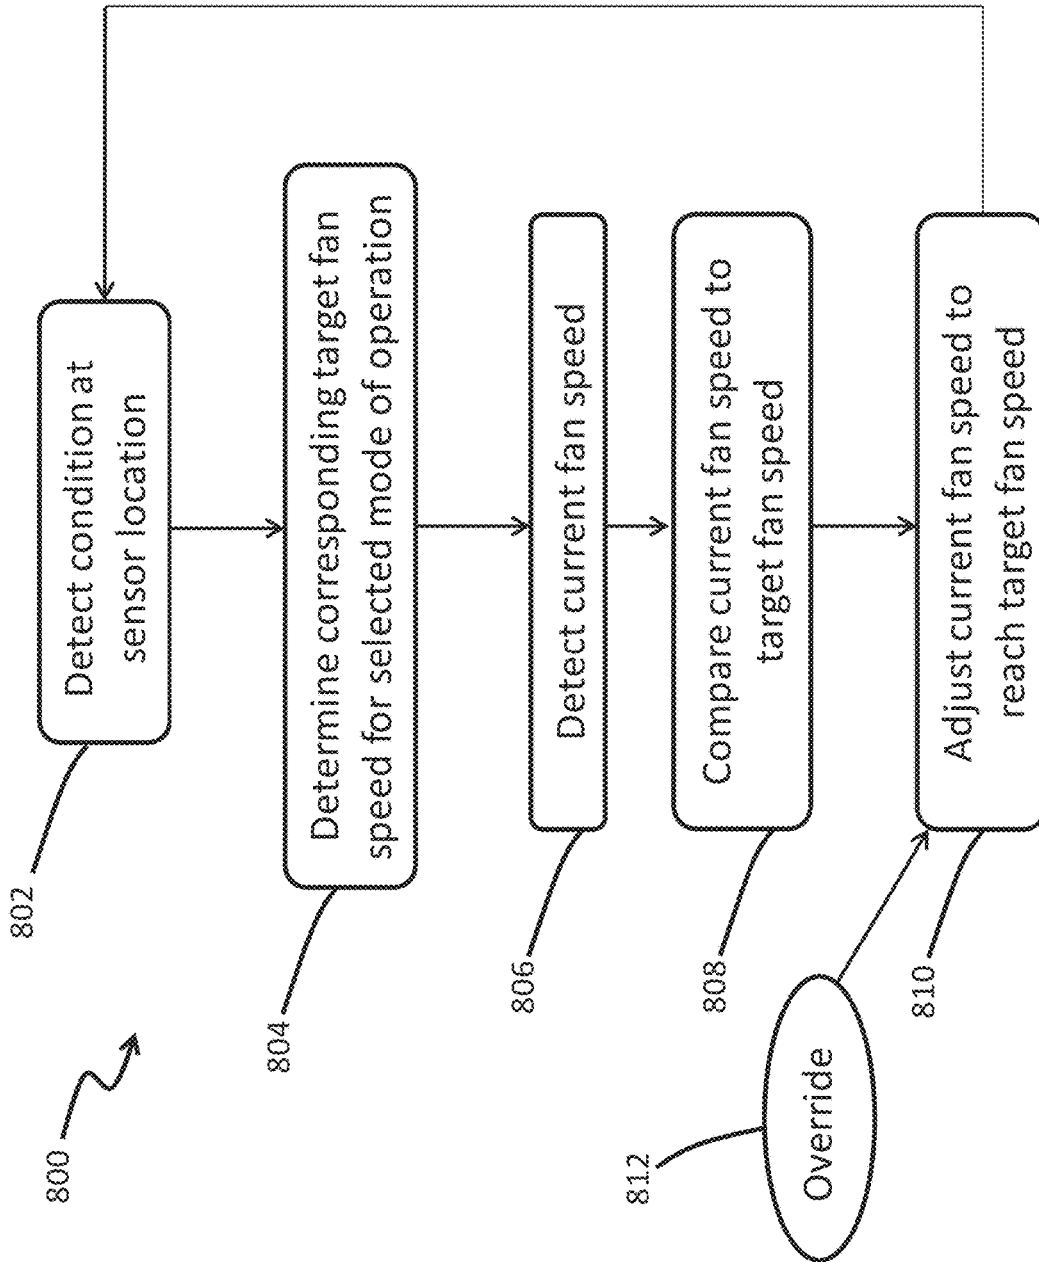 800
802
Detect condition at
sensor location
804
Determine corresponding target fan
speed for selected mode of operation
806
Detect current fan speed
808
Compare current fan speed to
target fan speed
812
Override
810
Adjust current fan speed to
reach target fan speed